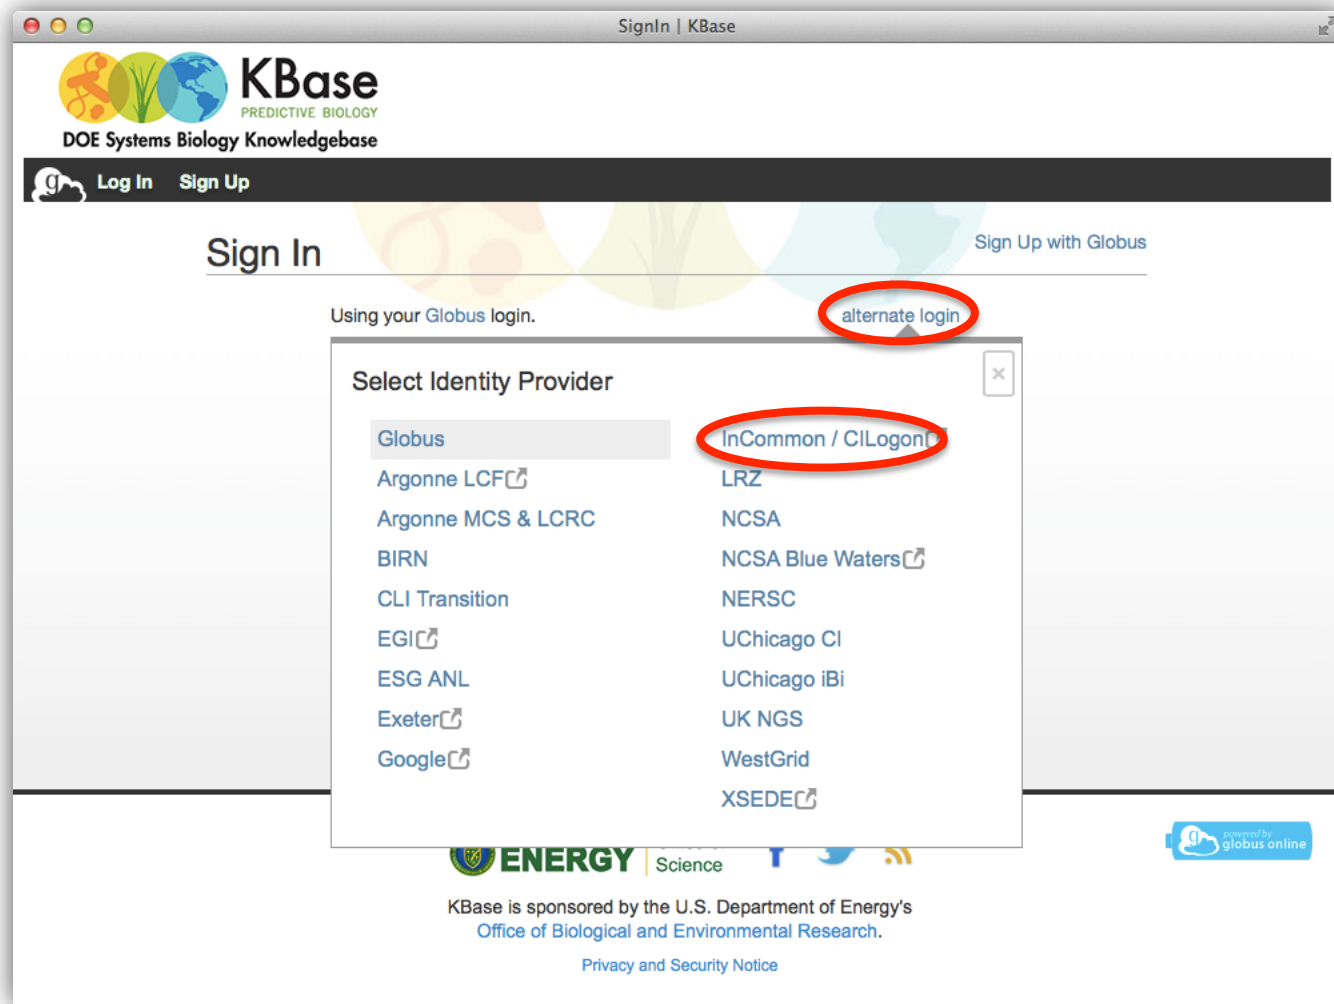 SignIn | KBase
KBase
PREDICTIVE BIOLOGY
DOE Systems Biology Knowledgebase
g Log In Sign Up
Sign In
Sign Up with Globus
Using your Globus login.
alternate login
Select Identity Provider
×
Globus
Argonne LCF
Argonne MCS & LCRC
BIRN
CLI Transition
EGI
ESG ANL
Exeter
Google
InCommon / CILogon
LRZ
NCSA
NCSA Blue Waters
NERSC
UChicago CI
UChicago iBi
UK NGS
WestGrid
XSEDE
ENERGY
Science
g powered by
globus online
KBase is sponsored by the U.S. Department of Energy's
Office of Biological and Environmental Research.
Privacy and Security Notice